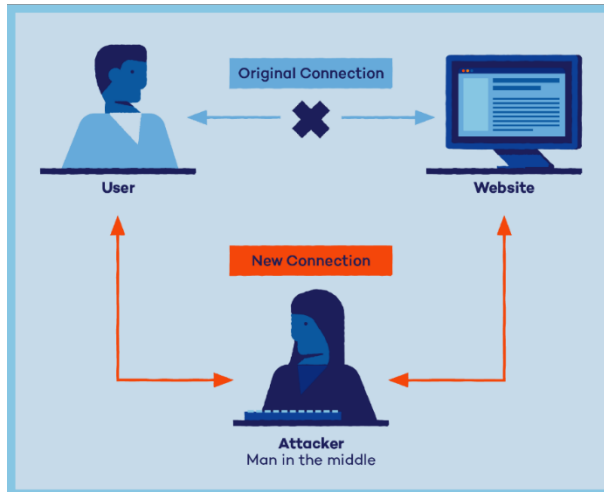 Original Connection
User
Website
New Connection
Attacker
Man in the middle